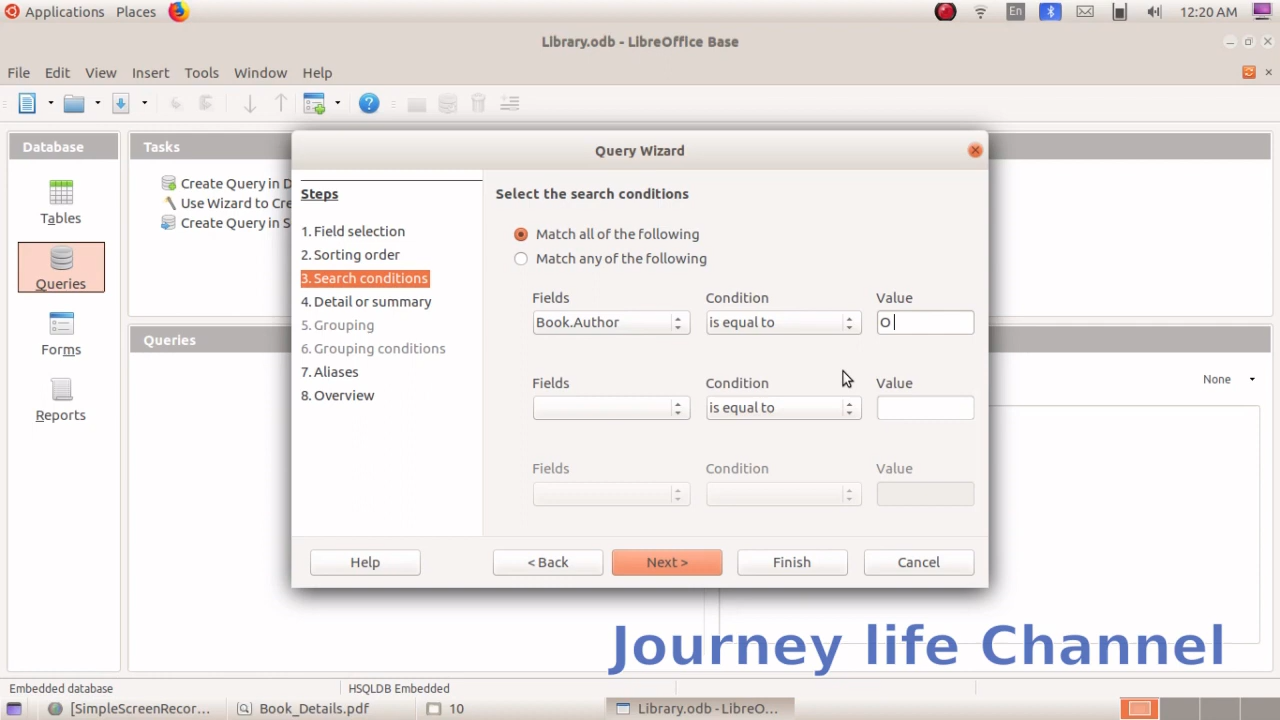 Applications Places En 12:20 AM
Library.odb - LibreOffice Base
File Edit View Insert Tools Window Help
Database
Tables
Queries
Forms
Reports
Tasks
Create Query in D
Use Wizard to Cre
Create Query in S
Queries
None
Query Wizard
Steps
1. Field selection
2. Sorting order
3. Search conditions
4. Detail or summary
5. Grouping
6. Grouping conditions
7. Aliases
8. Overview
Select the search conditions
Match all of the following
Match any of the following
Fields Condition Value
Book.Author is equal to O
Fields Condition Value
is equal to
Fields Condition Value
Help < Back Next > Finish Cancel
Journey life Channel
Embedded database HSQLDB Embedded
[SimpleScreenRecor... Book_Details.pdf 10 Library.odb - LibreO...